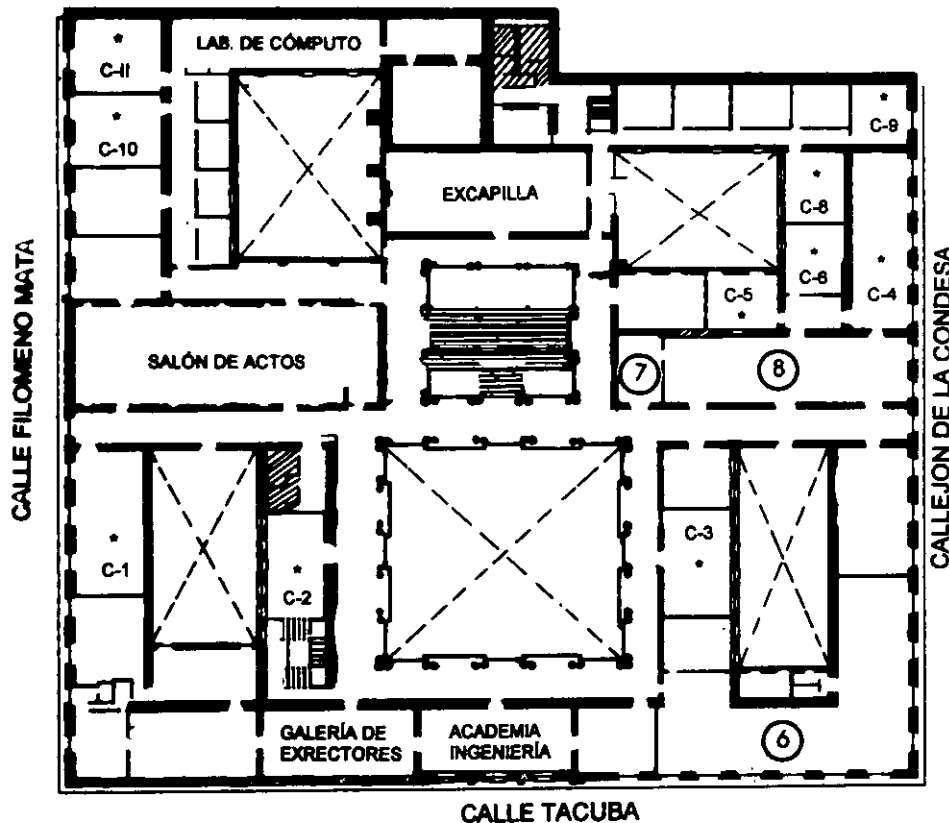 LAB. DE CÓMPUTO
C-11
C-10
C-9
EXCAPILLA
C-8
C-6
C-5
C-4
SALÓN DE ACTOS
7
8
CALLE FILOMENO MATA
CALLEJON DE LA CONDESA
C-1
C-2
C-3
GALERÍA DE
EXRECTORES
ACADEMIA
INGENIERÍA
6
CALLE TACUBA